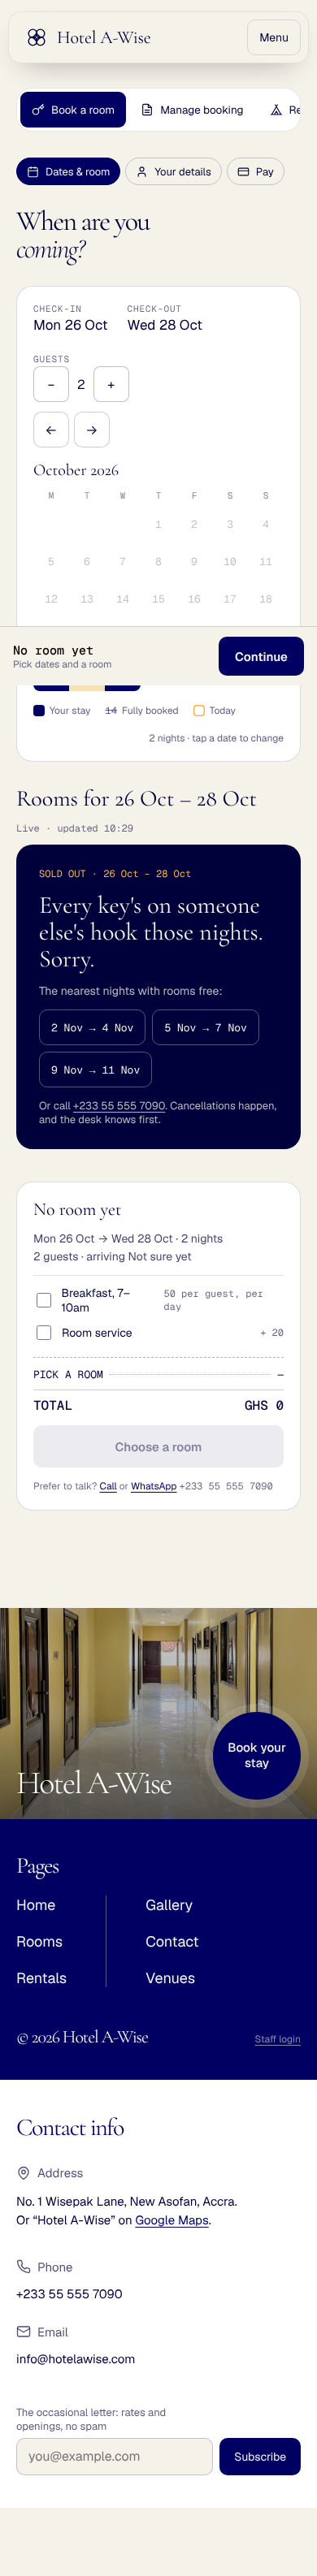 Hotel A-Wise
Menu
Book a room
Manage booking
Re
Dates & room
Your details
Pay
When are you
coming?
CHECK-IN
CHECK-OUT
Mon 26 Oct
Wed 28 Oct
GUESTS
− 2 +
← →
October 2026
M T W T F S S
1 2 3 4
5 6 7 8 9 10 11
12 13 14 15 16 17 18
No room yet
Pick dates and a room
Continue
Your stay
14 Fully booked
Today
2 nights · tap a date to change
Rooms for 26 Oct – 28 Oct
Live · updated 10:29
SOLD OUT · 26 Oct – 28 Oct
Every key's on someone
else's hook those nights.
Sorry.
The nearest nights with rooms free:
2 Nov → 4 Nov
5 Nov → 7 Nov
9 Nov → 11 Nov
Or call +233 55 555 7090. Cancellations happen,
and the desk knows first.
No room yet
Mon 26 Oct → Wed 28 Oct · 2 nights
2 guests · arriving Not sure yet
Breakfast, 7–
10am
50 per guest, per
day
Room service
+ 20
PICK A ROOM —
TOTAL GHS 0
Choose a room
Prefer to talk? Call or WhatsApp +233 55 555 7090
Hotel A-Wise
Book your
stay
Pages
Home
Gallery
Rooms
Contact
Rentals
Venues
© 2026 Hotel A-Wise
Staff login
Contact info
Address
No. 1 Wisepak Lane, New Asofan, Accra.
Or “Hotel A-Wise” on Google Maps.
Phone
+233 55 555 7090
Email
info@hotelawise.com
The occasional letter: rates and
openings, no spam
you@example.com
Subscribe